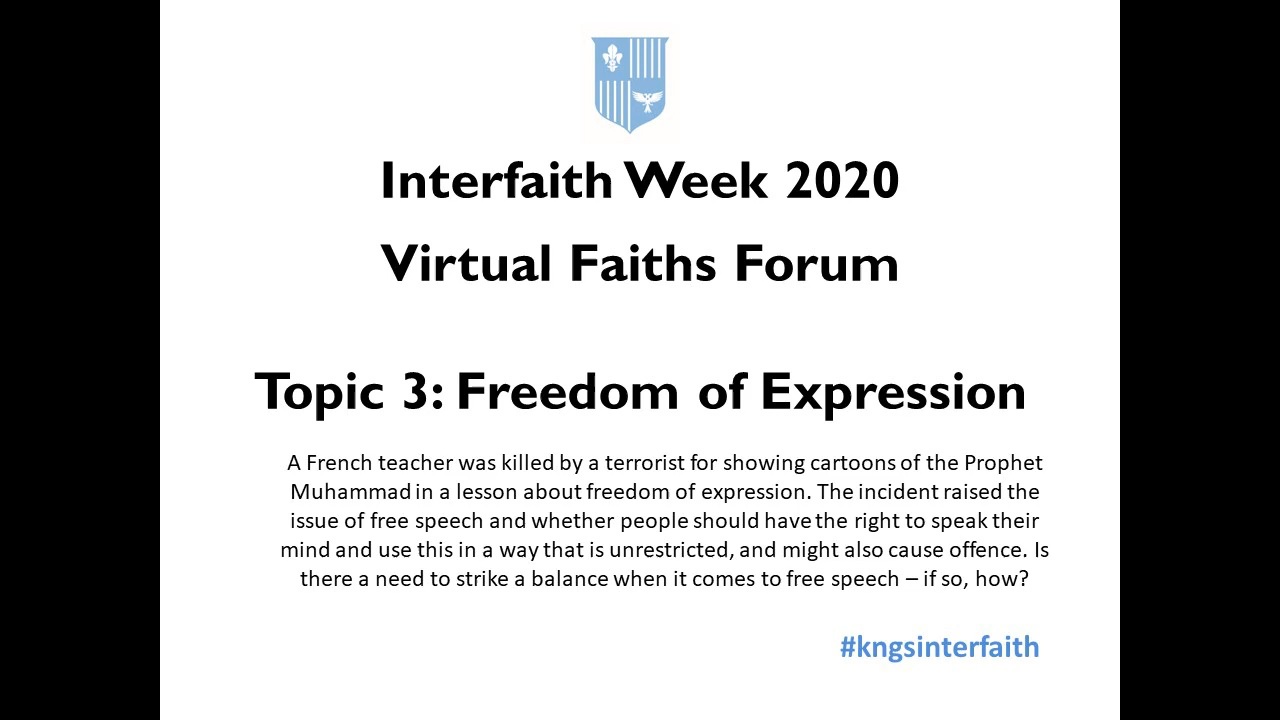 Interfaith Week 2020
Virtual Faiths Forum
Topic 3: Freedom of Expression
A French teacher was killed by a terrorist for showing cartoons of the Prophet
Muhammad in a lesson about freedom of expression. The incident raised the
issue of free speech and whether people should have the right to speak their
mind and use this in a way that is unrestricted, and might also cause offence. Is
there a need to strike a balance when it comes to free speech – if so, how?
#kngsinterfaith